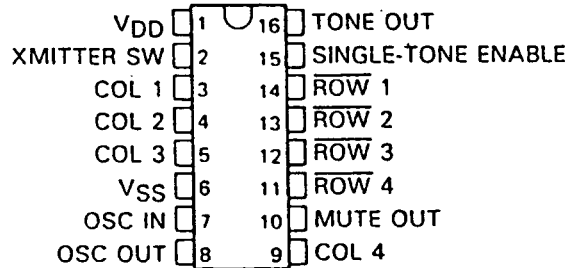 VDD 1 16 TONE OUT
XMITTER SW 2 15 SINGLE-TONE ENABLE
COL 1 3 14 ROW 1
COL 2 4 13 ROW 2
COL 3 5 12 ROW 3
VSS 6 11 ROW 4
OSC IN 7 10 MUTE OUT
OSC OUT 8 9 COL 4